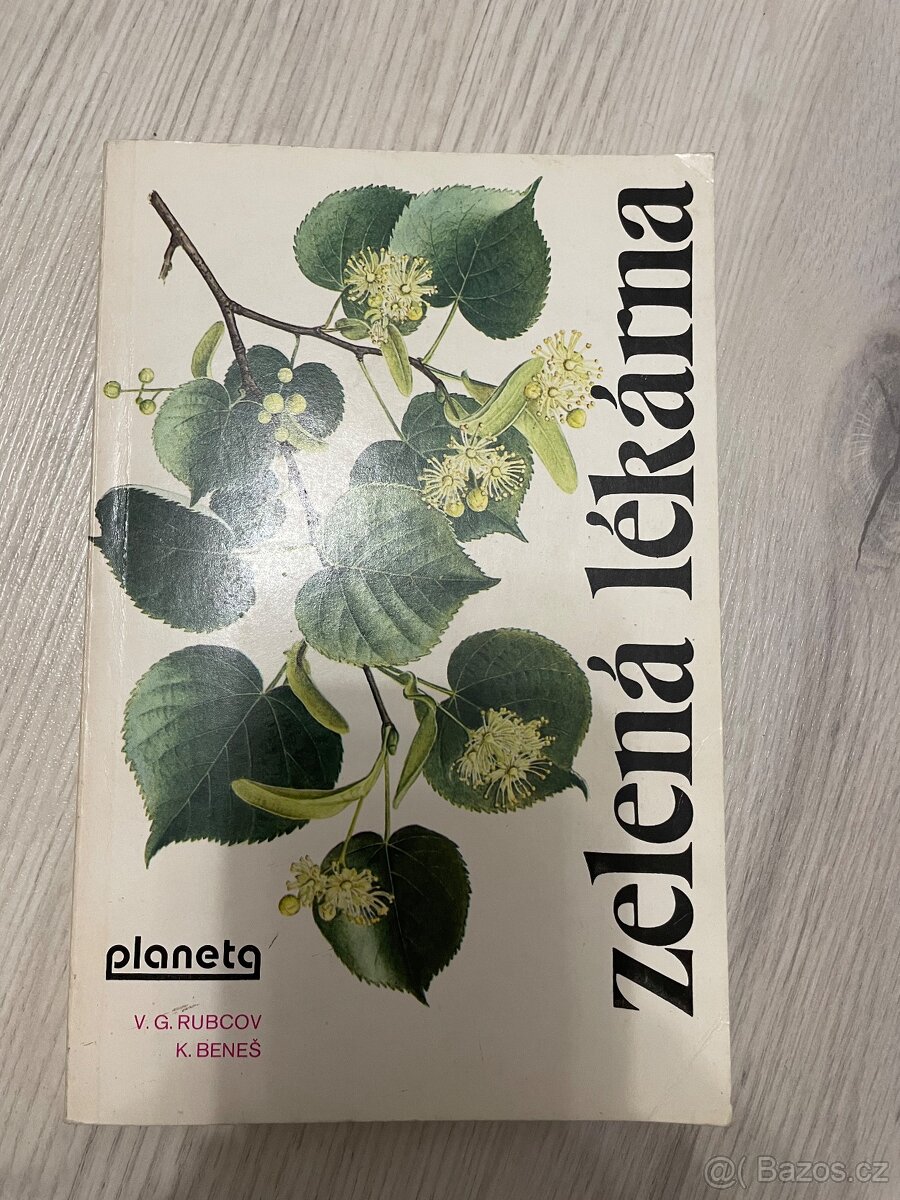 zelená lékárna
planeta
V. G. RUBCOV
K. BENEŠ
@( Bazos.cz